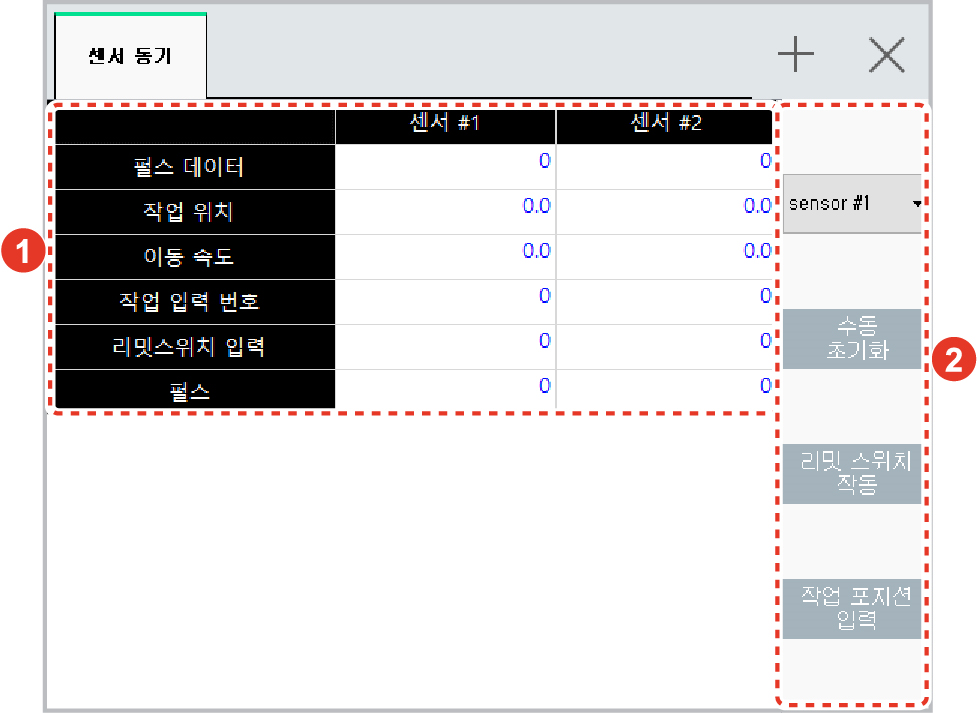 센서 동기
센서 #1 센서 #2
펄스 데이터 0 0
작업 위치 0.0 0.0
이동 속도 0.0 0.0
작업 입력 번호 0 0
리밋스위치 입력 0 0
펄스 0 0
1
sensor #1
수동
초기화
리밋 스위치
작동
작업 포지션
입력
2